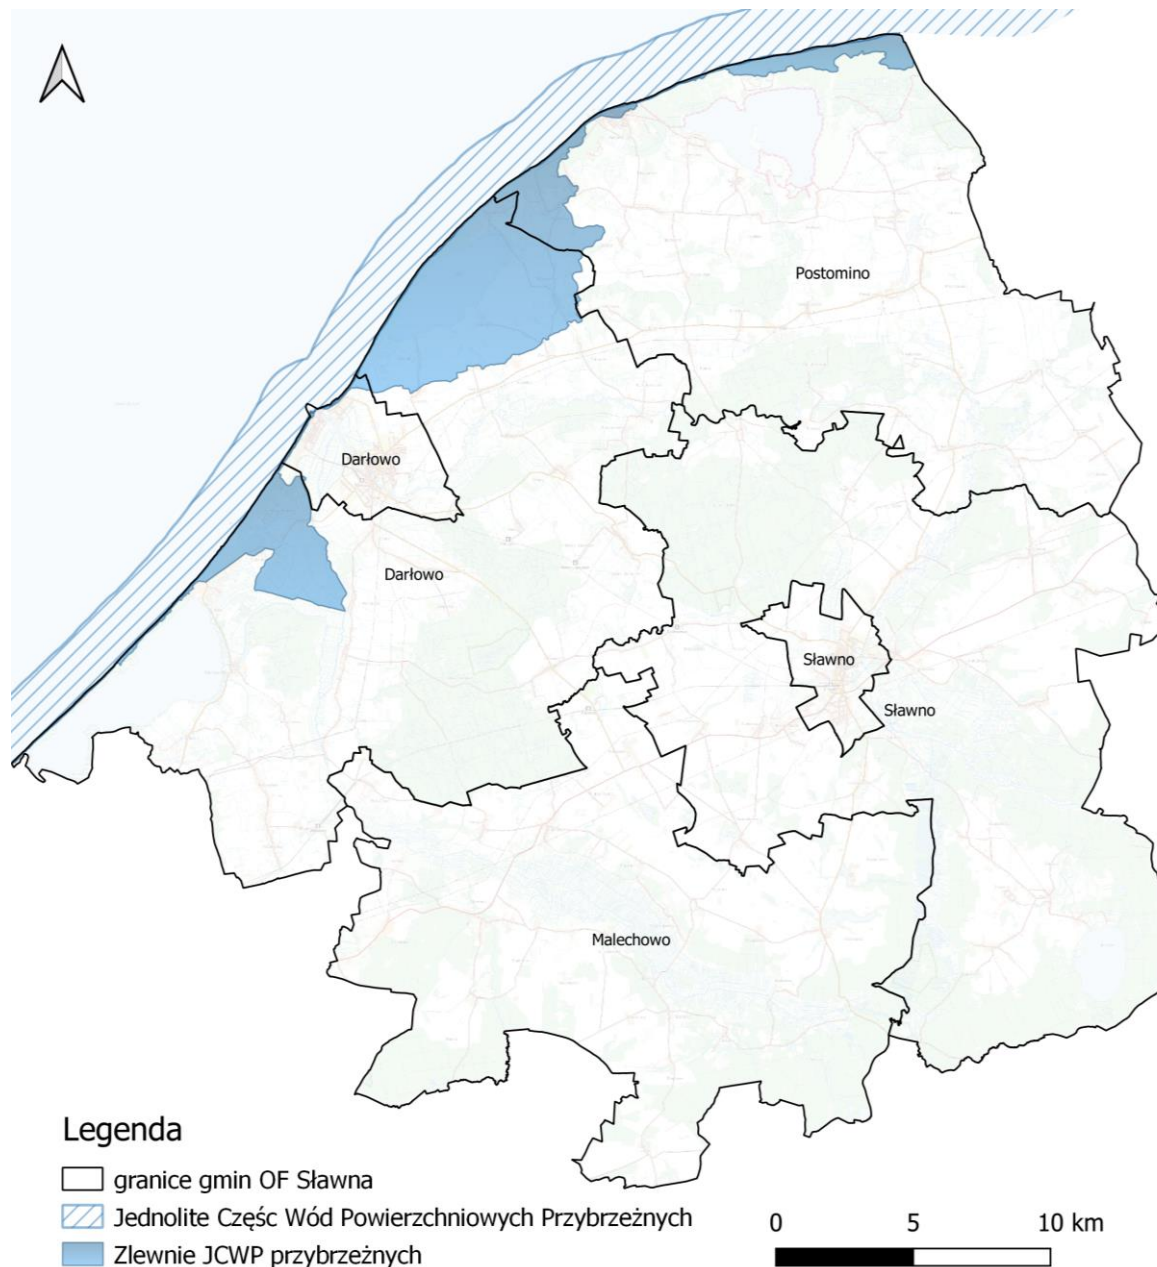 Postomino
Darłowo
Darłowo
Sławno
Sławno
Malechowo
Legenda
granice gmin OF Sławna
Jednolite Częśc Wód Powierzchniowych Przybrzeżnych
Zlewnie JCWP przybrzeżnych
0 5 10 km